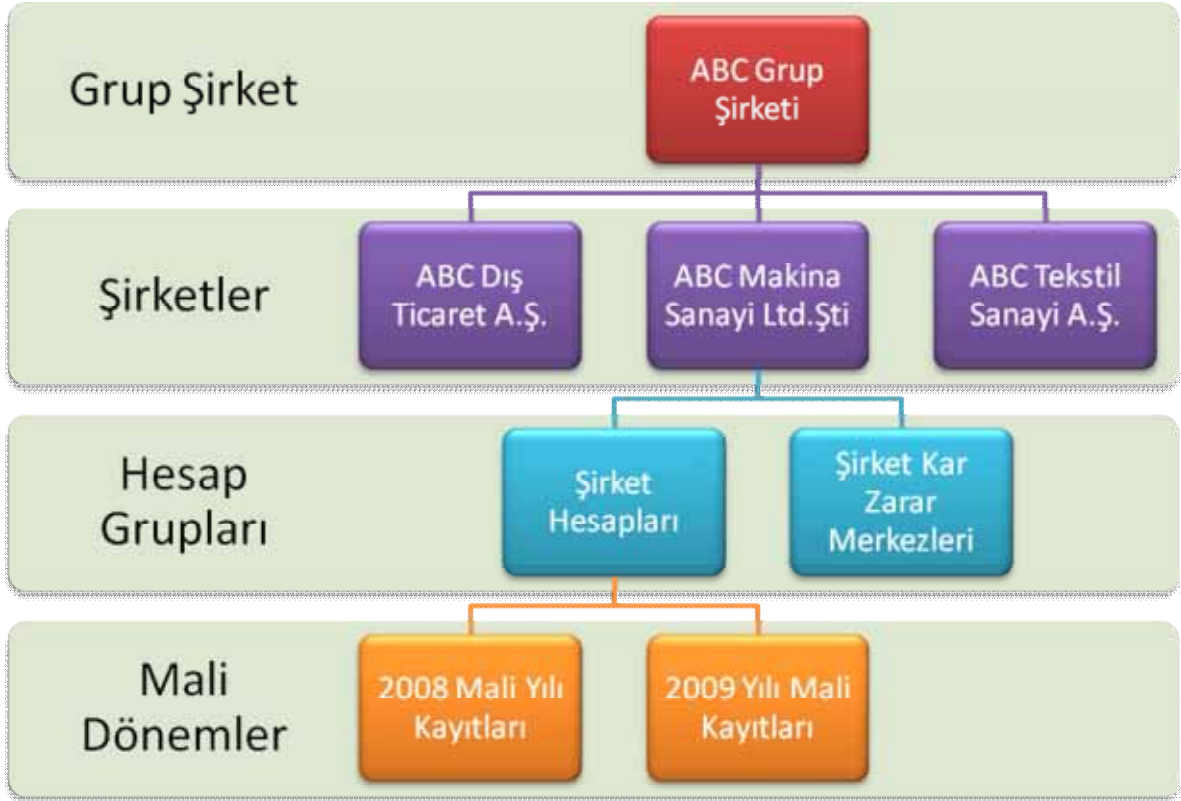 Grup Şirket
ABC Grup
Şirketi
Şirketler
ABC Dış
Ticaret A.Ş.
ABC Makina
Sanayi Ltd.Şti
ABC Tekstil
Sanayi A.Ş.
Hesap
Grupları
Şirket
Hesapları
Şirket Kar
Zarar
Merkezleri
Mali
Dönemler
2008 Mali Yılı
Kayıtları
2009 Yılı Mali
Kayıtları